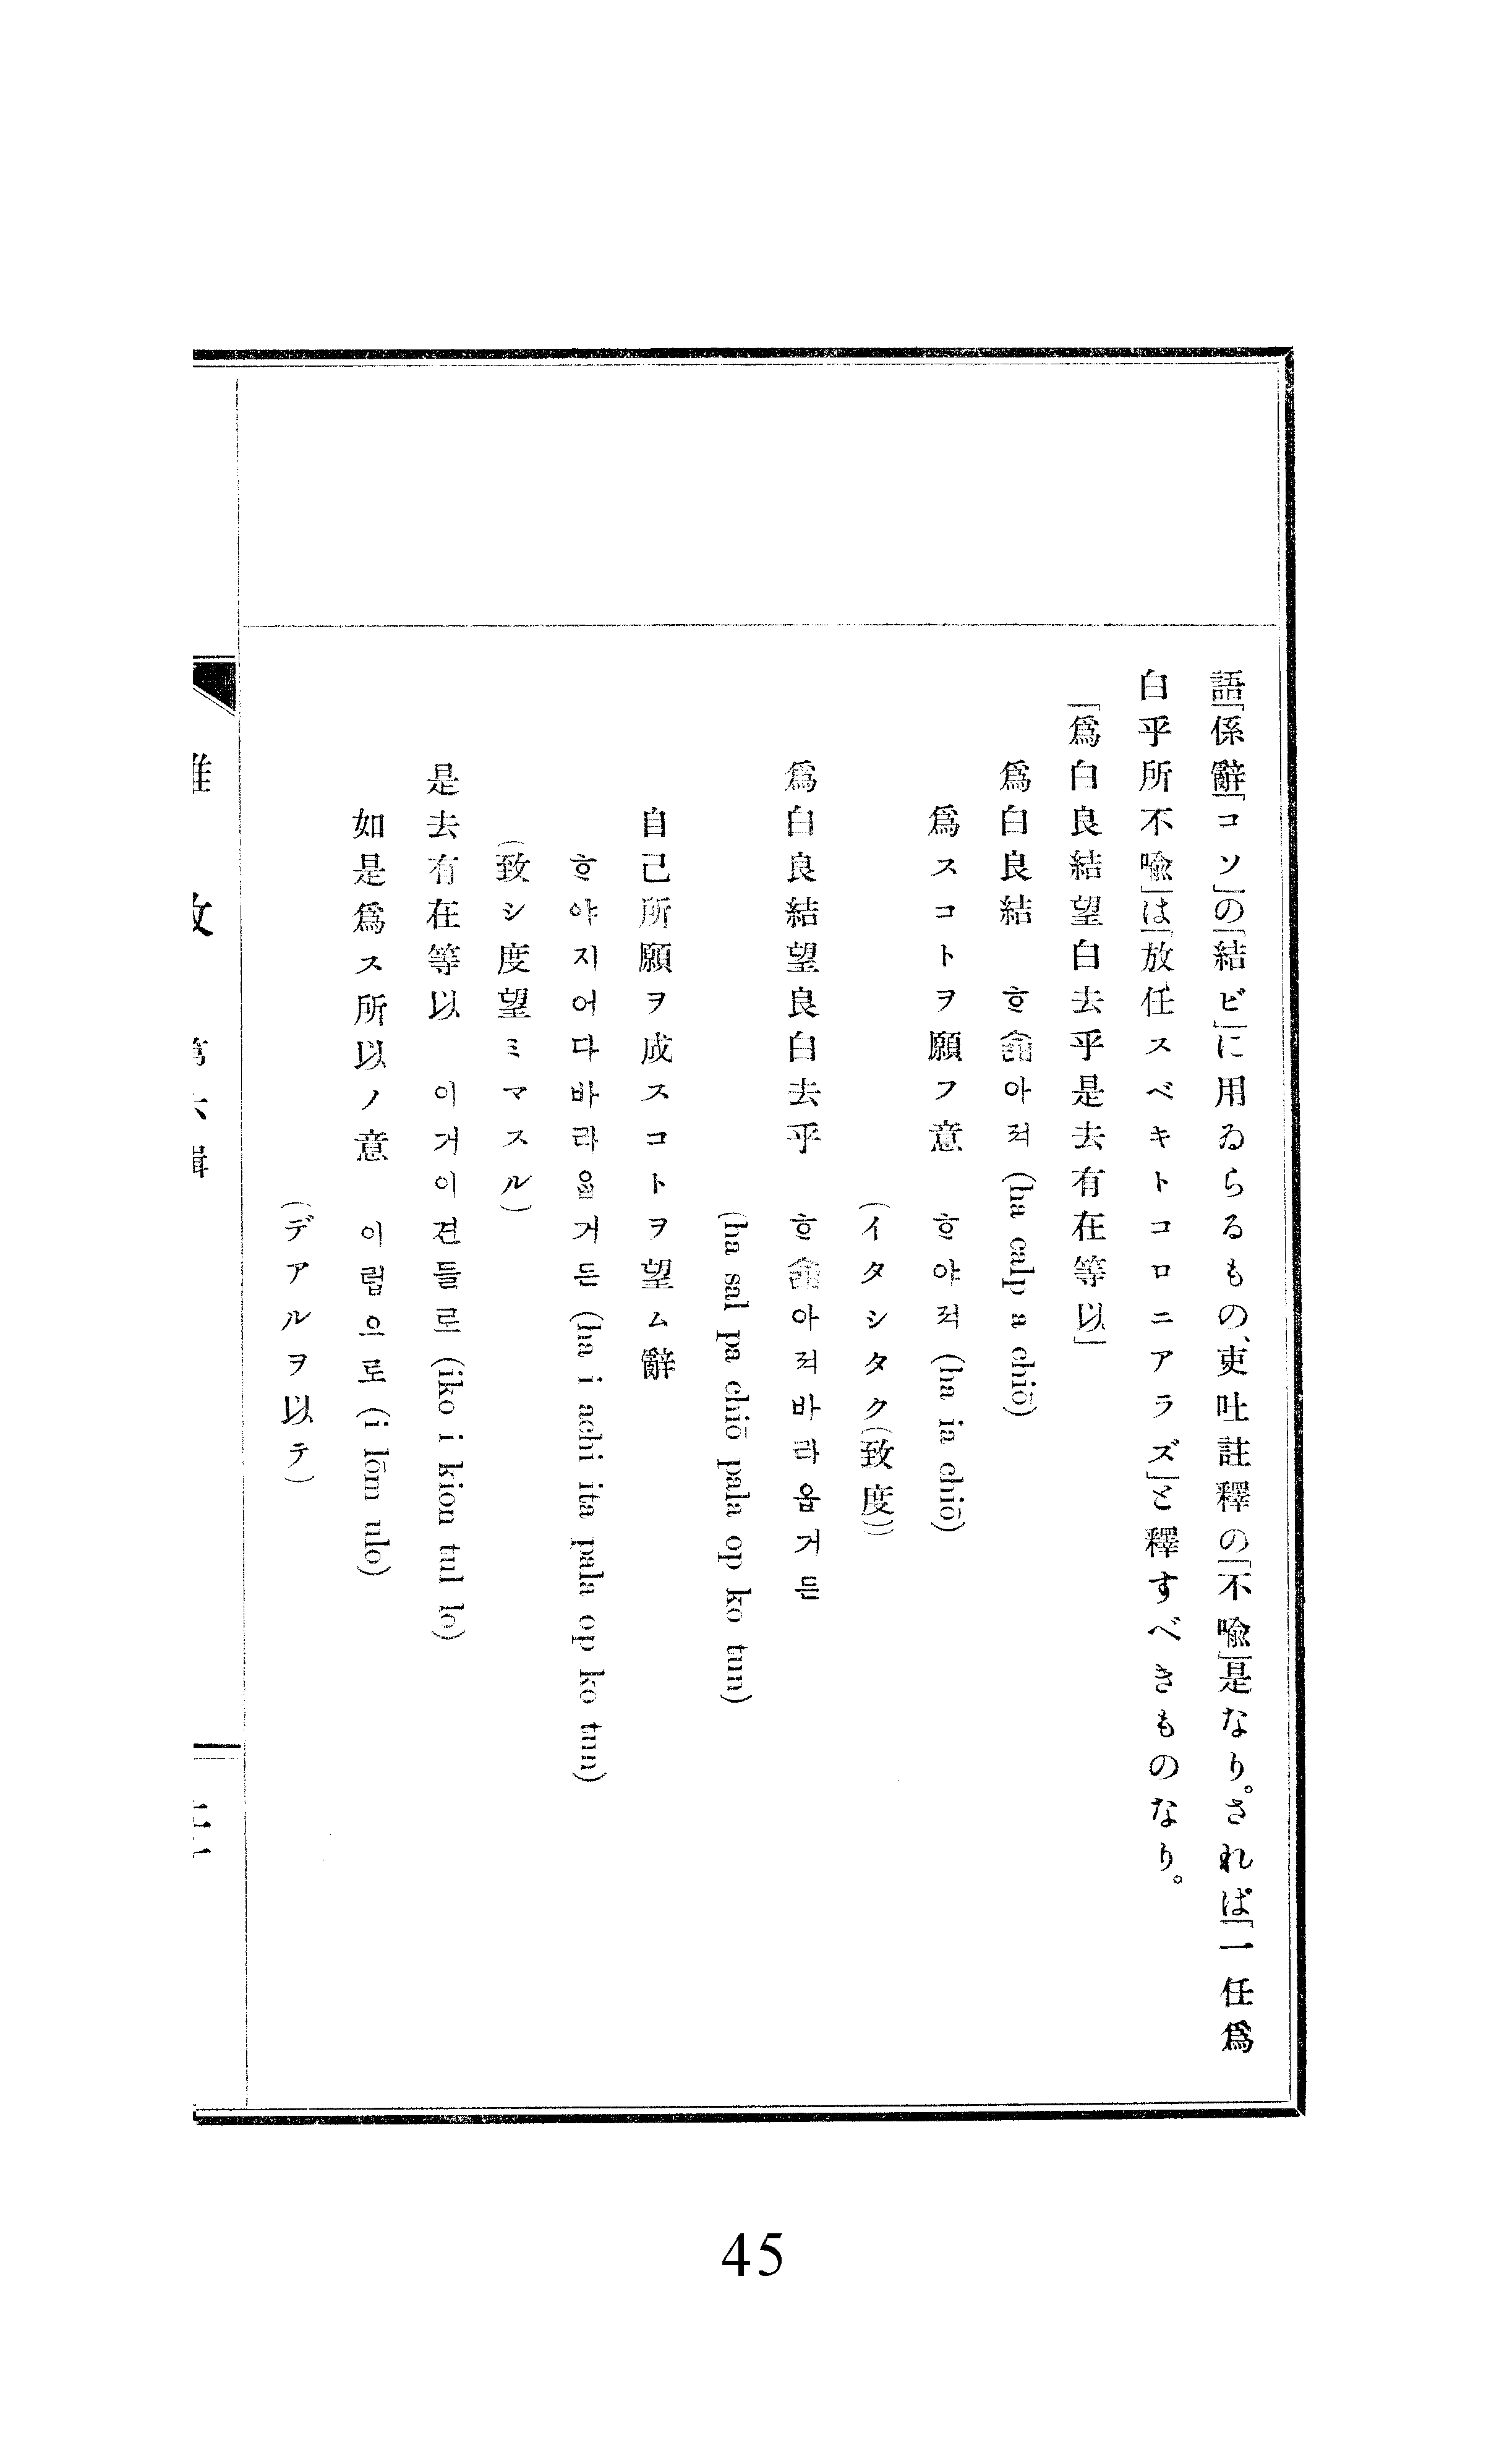 語「係辭「コソ」の「結ビ」に用ゐらるもの、吏吐註釋の「不喩」是なり。されば「一任爲
白乎所不喩」は「放任スベキトコロニアラズ」と釋すべきものなり。
「爲白良結望白去乎是去有在等以」
爲白良結 ᄒᆞ아져 (ha calp a chiŏ)
爲スコトヲ願フ意 ᄒᆞ야져 (ha ia chiŏ)
(イタシタク(致度))
爲白良結望良白去乎 ᄒᆞ아져바라옵거든
(ha sal pa chiŏ pala op ko tun)
自己所願ヲ成スコトヲ望ム辭
ᄒᆞ야지어다바라옵거든 (ha i achi ita pala op ko tun)
(致シ度望ミマスル)
是去有在等以 이거이견들로 (iko i kion tul lo)
如是爲ス所以ノ意 이럼으로 (i lŏm ulo)
(デアルヲ以テ)
雜攷 第六輯
45